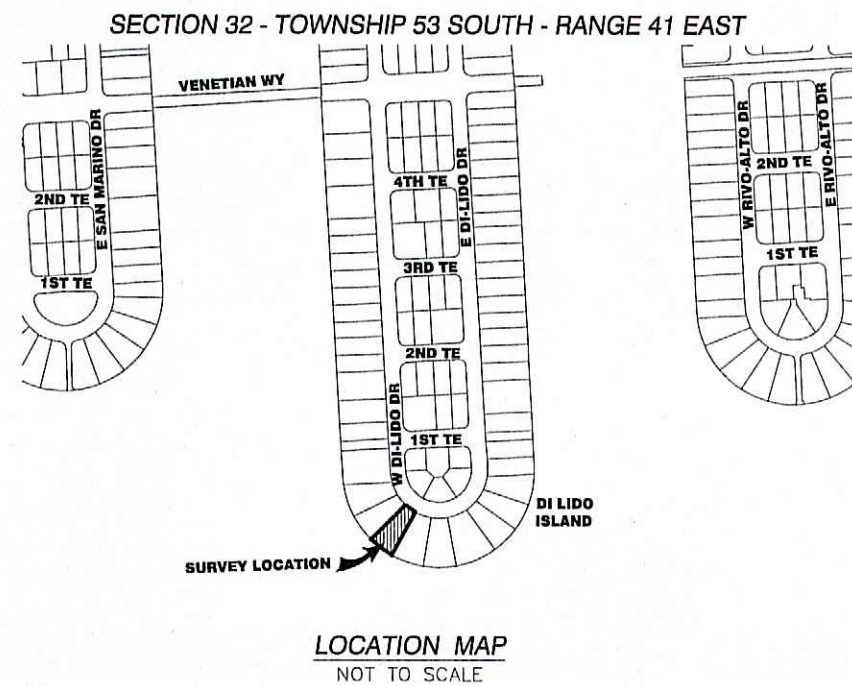 SECTION 32 - TOWNSHIP 53 SOUTH - RANGE 41 EAST
VENETIAN WY
E SAN MARINO DR
2ND TE
1ST TE
4TH TE
E DI-LIDO DR
3RD TE
2ND TE
W DI-LIDO DR
1ST TE
W RIVO-ALTO DR
E RIVO-ALTO DR
2ND TE
1ST TE
DI LIDO
ISLAND
SURVEY LOCATION
LOCATION MAP
NOT TO SCALE